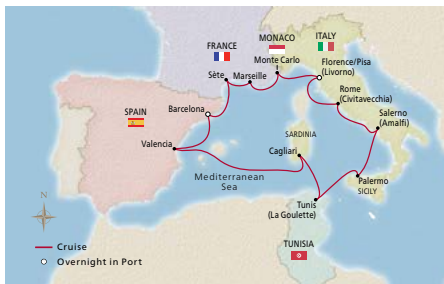 MONACO
ITALY
FRANCE
Monte Carlo
Florence/Pisa
(Livorno)
Sète
Marseille
Rome
(Civitavecchia)
SPAIN
Barcelona
Salerno
(Amalfi)
Valencia
SARDINIA
Cagliari
Mediterranean
Sea
Palermo
SICILY
Tunis
(La Goulette)
N
TUNISIA
Cruise
Overnight in Port